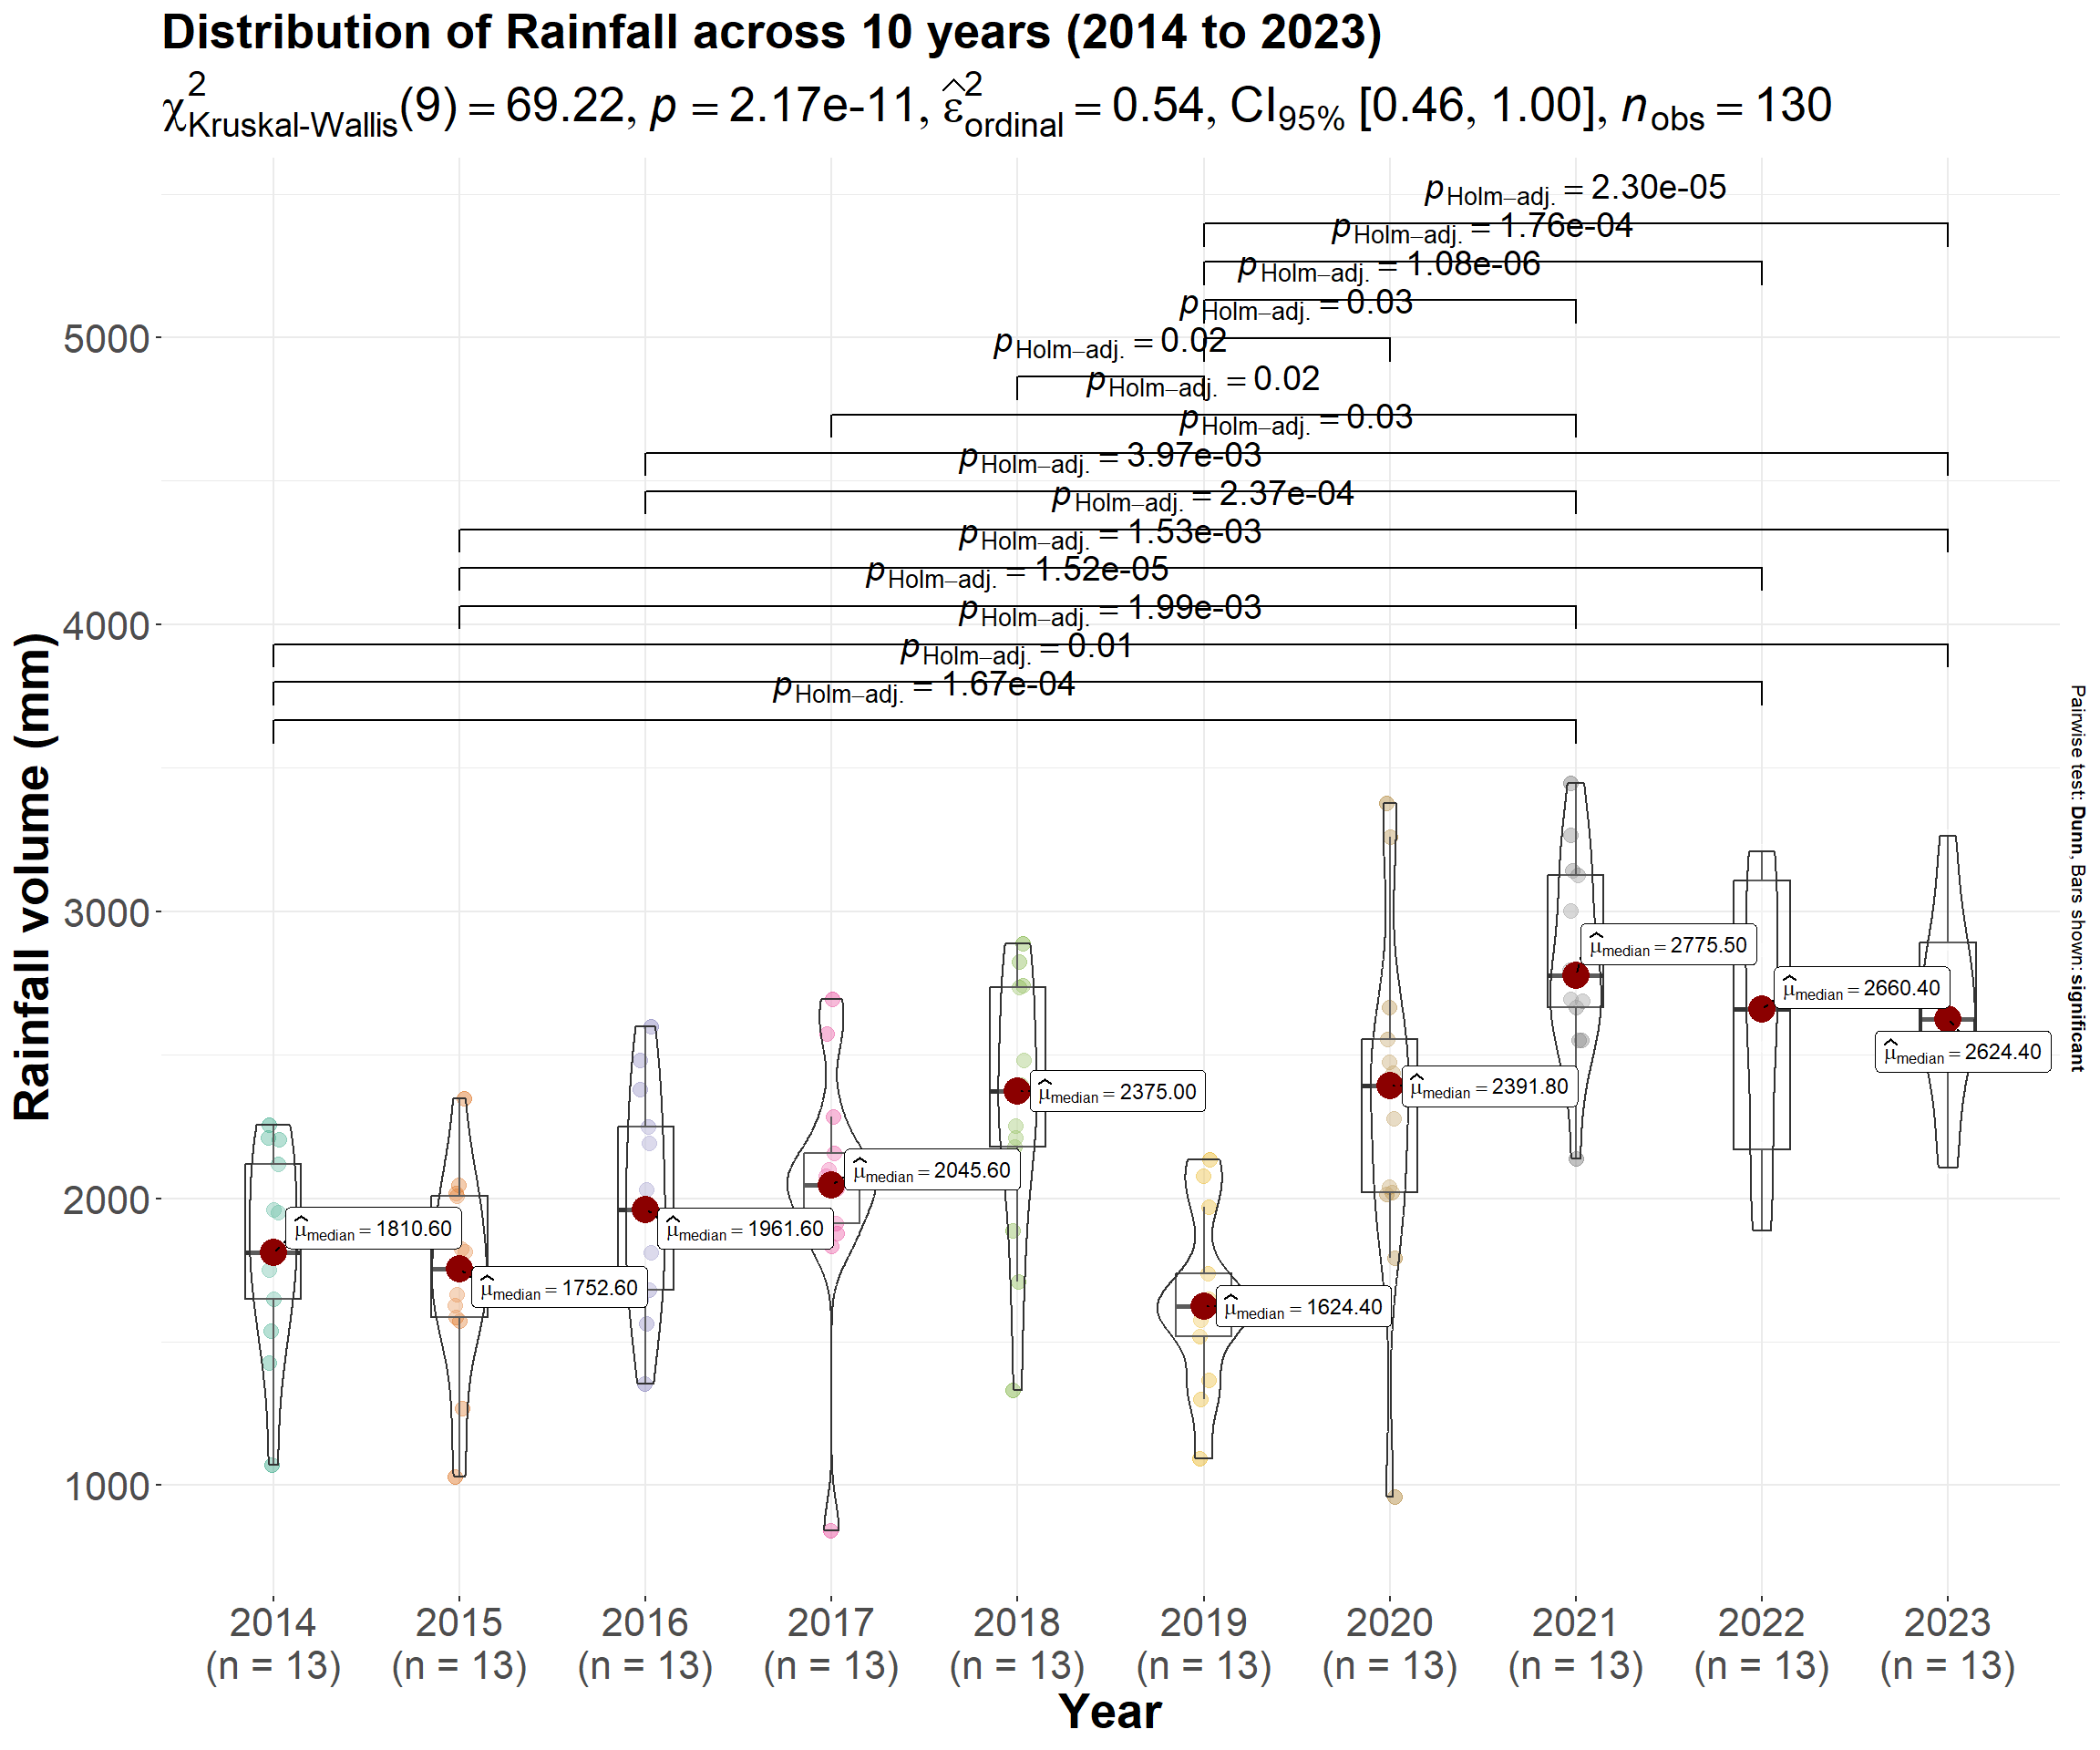 Distribution of Rainfall across 10 years (2014 to 2023)
χ²Kruskal-Wallis(9) = 69.22, p = 2.17e-11, ε̂²ordinal = 0.54, CI95% [0.46, 1.00], nobs = 130
pHolm–adj. = 2.30e-05
pHolm–adj. = 1.76e-04
pHolm–adj. = 1.08e-06
pHolm–adj. = 0.03
pHolm–adj. = 0.02
pHolm–adj. = 0.02
pHolm–adj. = 0.03
pHolm–adj. = 3.97e-03
pHolm–adj. = 2.37e-04
pHolm–adj. = 1.53e-03
pHolm–adj. = 1.52e-05
pHolm–adj. = 1.99e-03
pHolm–adj. = 0.01
pHolm–adj. = 1.67e-04
5000
4000
3000
2000
1000
Rainfall volume (mm)
μ̂median = 1810.60
μ̂median = 1752.60
μ̂median = 1961.60
μ̂median = 2045.60
μ̂median = 2375.00
μ̂median = 1624.40
μ̂median = 2391.80
μ̂median = 2775.50
μ̂median = 2660.40
μ̂median = 2624.40
Pairwise test: Dunn, Bars shown: significant
2014 2015 2016 2017 2018 2019 2020 2021 2022 2023
(n = 13) (n = 13) (n = 13) (n = 13) (n = 13) (n = 13) (n = 13) (n = 13) (n = 13) (n = 13)
Year